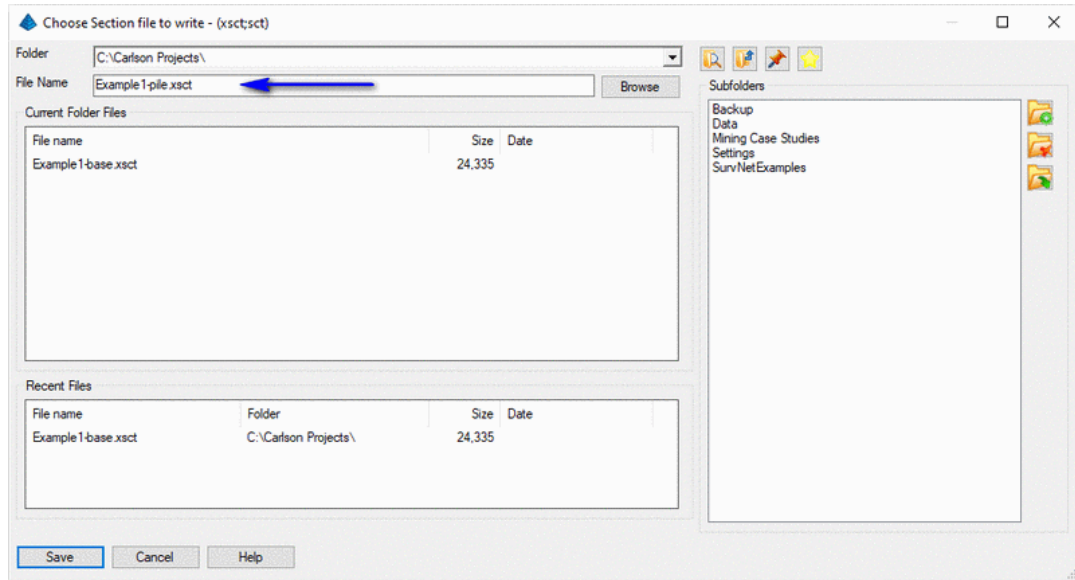 Choose Section file to write - (xsct;sct)
Folder
C:\Carlson Projects\
File Name
Example1-pile.xsct
Browse
Current Folder Files
File name Size Date
Example1-base.xsct 24,335
Recent Files
File name Folder Size Date
Example1-base.xsct C:\Carlson Projects\ 24,335
Save Cancel Help
Subfolders
Backup
Data
Mining Case Studies
Settings
SurvNetExamples